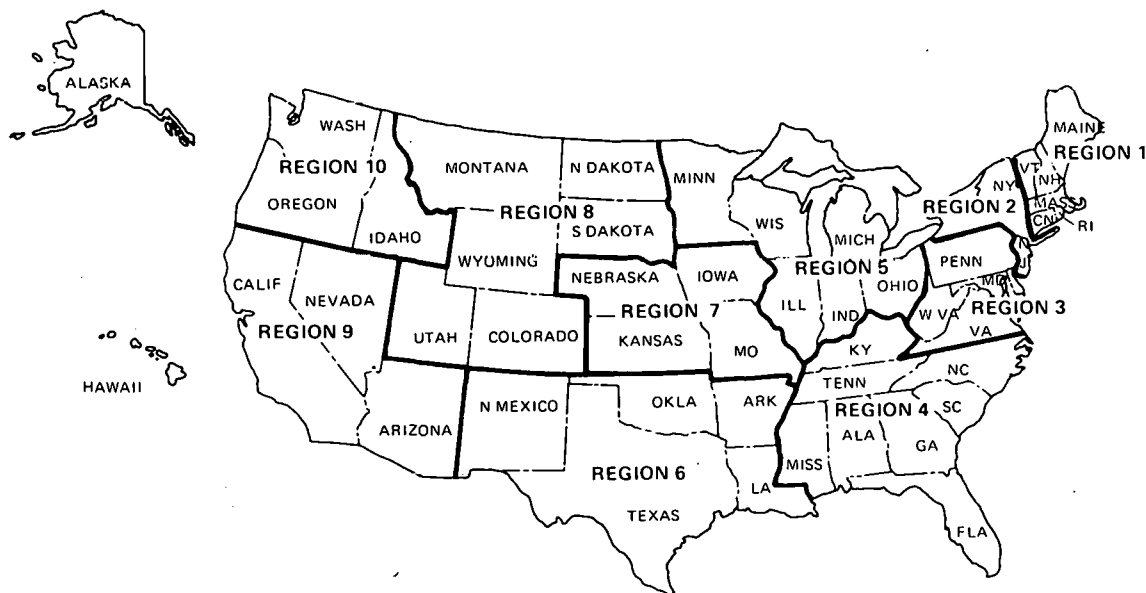 ALASKA
WASH
REGION 10
OREGON
IDAHO
MONTANA
N DAKOTA
REGION 8
S DAKOTA
WYOMING
MINN
WIS
MICH
REGION 5
ILL
IND
OHIO
MAINE
REGION 1
VT
NH
NY
MASS
CN
RI
REGION 2
N
J
PENN
MD
REGION 3
W VA
VA
CALIF
NEVADA
REGION 9
UTAH
COLORADO
NEBRASKA
IOWA
REGION 7
KANSAS
MO
KY
TENN
NC
REGION 4
SC
ALA
GA
MISS
FLA
HAWAII
ARIZONA
N MEXICO
OKLA
ARK
REGION 6
LA
TEXAS